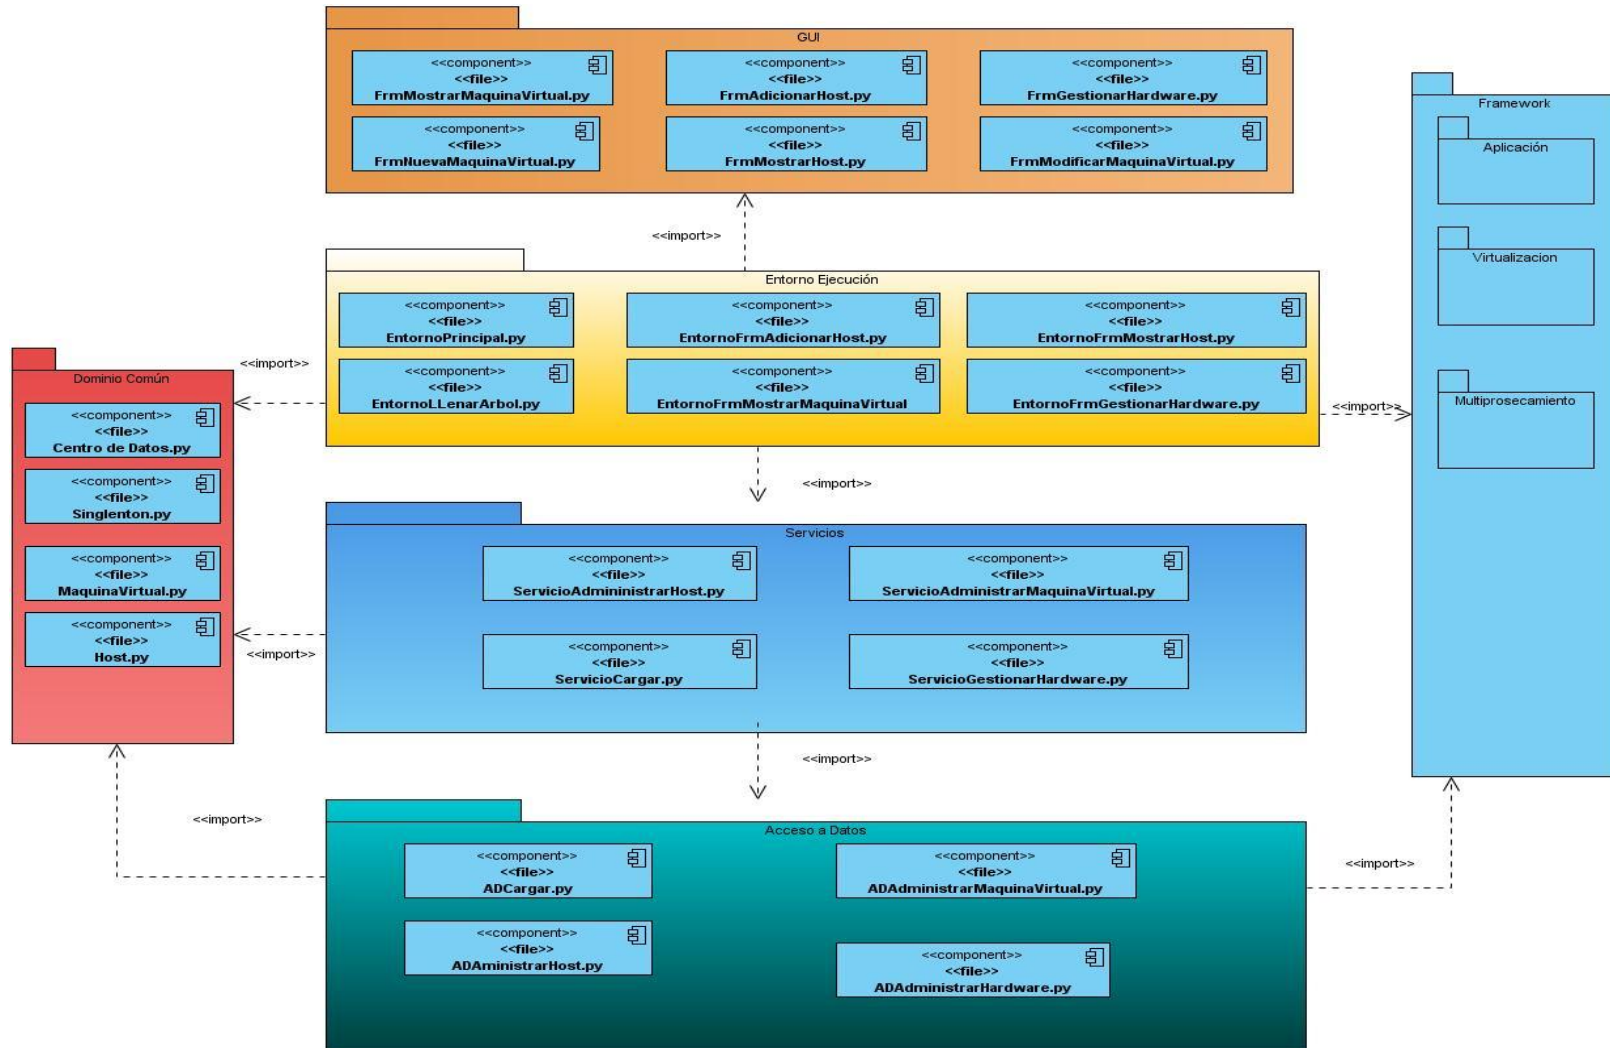 GUI
<<component>>
<<file>>
FrmMostrarMaquinaVirtual.py
<<component>>
<<file>>
FrmAdicionarHost.py
<<component>>
<<file>>
FrmGestionarHardware.py
<<component>>
<<file>>
FrmNuevaMaquinaVirtual.py
<<component>>
<<file>>
FrmMostrarHost.py
<<component>>
<<file>>
FrmModificarMaquinaVirtual.py
Framework
Aplicación
Virtualizacion
Multiprosecamiento
<<import>>
Entorno Ejecución
<<component>>
<<file>>
EntornoPrincipal.py
<<component>>
<<file>>
EntornoFrmAdicionarHost.py
<<component>>
<<file>>
EntornoFrmMostrarHost.py
<<component>>
<<file>>
EntornoLLenarArbol.py
<<component>>
<<file>>
EntornoFrmMostrarMaquinaVirtual
<<component>>
<<file>>
EntornoFrmGestionarHardware.py
<<import>>
<<import>>
<<import>>
Dominio Común
<<component>>
<<file>>
Centro de Datos.py
<<component>>
<<file>>
Singlenton.py
<<component>>
<<file>>
MaquinaVirtual.py
<<component>>
<<file>>
Host.py
Servicios
<<component>>
<<file>>
ServicioAdmininistrarHost.py
<<component>>
<<file>>
ServicioAdministrarMaquinaVirtual.py
<<component>>
<<file>>
ServicioCargar.py
<<component>>
<<file>>
ServicioGestionarHardware.py
<<import>>
<<import>>
<<import>>
<<import>>
Acceso a Datos
<<component>>
<<file>>
ADCargar.py
<<component>>
<<file>>
ADAdministrarMaquinaVirtual.py
<<component>>
<<file>>
ADAministrarHost.py
<<component>>
<<file>>
ADAdministrarHardware.py